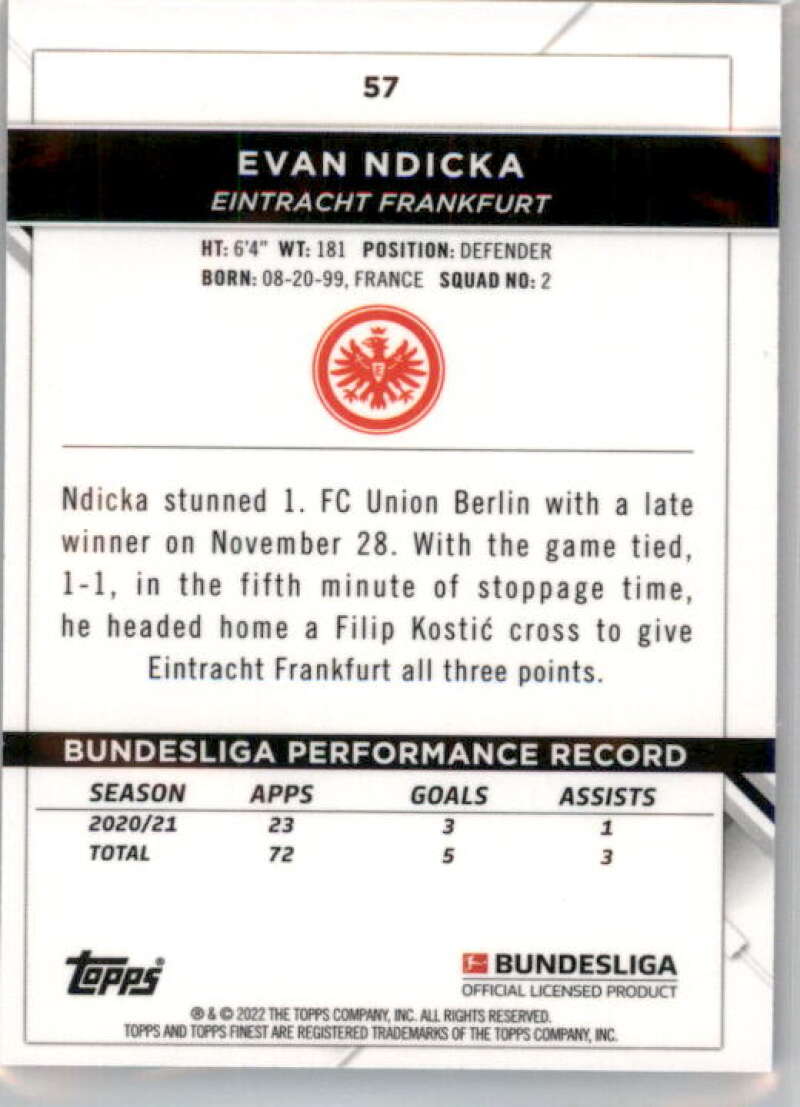 57
EVAN NDICKA
EINTRACHT FRANKFURT
HT: 6'4" WT: 181 POSITION: DEFENDER
BORN: 08-20-99, FRANCE SQUAD NO: 2
Ndicka stunned 1. FC Union Berlin with a late
winner on November 28. With the game tied,
1-1, in the fifth minute of stoppage time,
he headed home a Filip Kostić cross to give
Eintracht Frankfurt all three points.
BUNDESLIGA PERFORMANCE RECORD
SEASON APPS GOALS ASSISTS
2020/21 23 3 1
TOTAL 72 5 3
topps® BUNDESLIGA
OFFICIAL LICENSED PRODUCT
® & © 2022 THE TOPPS COMPANY, INC. ALL RIGHTS RESERVED.
TOPPS AND TOPPS FINEST ARE REGISTERED TRADEMARKS OF THE TOPPS COMPANY, INC.